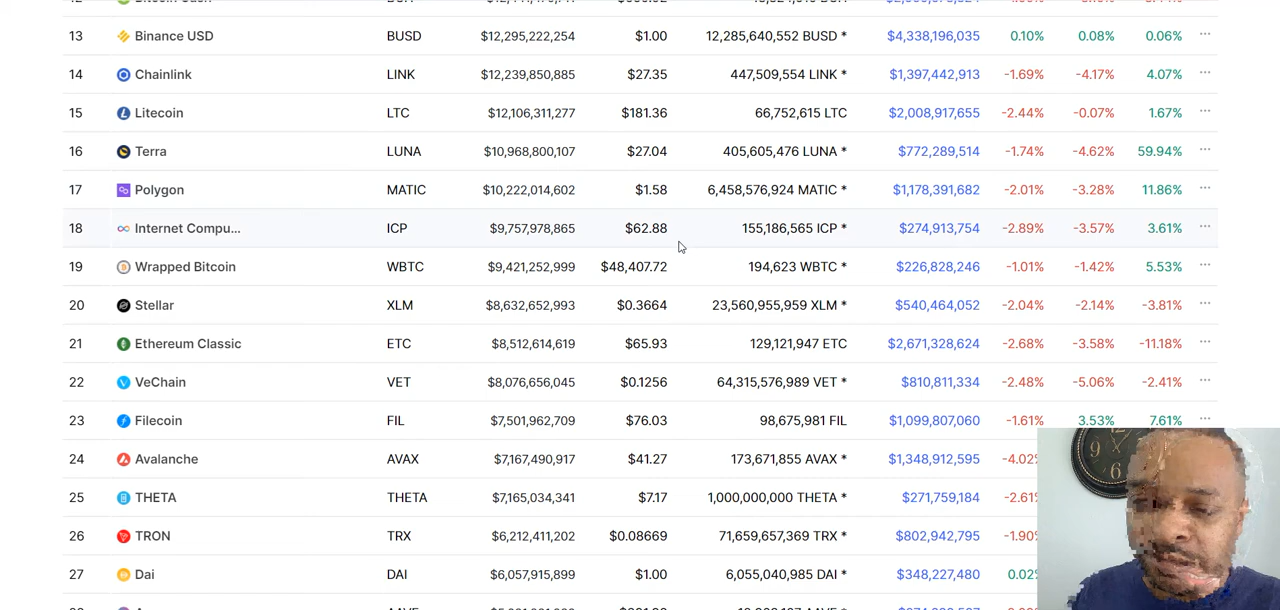 13 Binance USD BUSD $12,295,222,254 $1.00 12,285,640,552 BUSD * $4,338,196,035 0.10% 0.08% 0.06% ...
14 Chainlink LINK $12,239,850,885 $27.35 447,509,554 LINK * $1,397,442,913 -1.69% -4.17% 4.07% ...
15 Litecoin LTC $12,106,311,277 $181.36 66,752,615 LTC $2,008,917,655 -2.44% -0.07% 1.67% ...
16 Terra LUNA $10,968,800,107 $27.04 405,605,476 LUNA * $772,289,514 -1.74% -4.62% 59.94% ...
17 Polygon MATIC $10,222,014,602 $1.58 6,458,576,924 MATIC * $1,178,391,682 -2.01% -3.28% 11.86% ...
18 Internet Compu... ICP $9,757,978,865 $62.88 155,186,565 ICP * $274,913,754 -2.89% -3.57% 3.61% ...
19 Wrapped Bitcoin WBTC $9,421,252,999 $48,407.72 194,623 WBTC * $226,828,246 -1.01% -1.42% 5.53% ...
20 Stellar XLM $8,632,652,993 $0.3664 23,560,955,959 XLM * $540,464,052 -2.04% -2.14% -3.81% ...
21 Ethereum Classic ETC $8,512,614,619 $65.93 129,121,947 ETC $2,671,328,624 -2.68% -3.58% -11.18% ...
22 VeChain VET $8,076,656,045 $0.1256 64,315,576,989 VET * $810,811,334 -2.48% -5.06% -2.41% ...
23 Filecoin FIL $7,501,962,709 $76.03 98,675,981 FIL $1,099,807,060 -1.61% 3.53% 7.61% ...
24 Avalanche AVAX $7,167,490,917 $41.27 173,671,855 AVAX * $1,348,912,595 -4.02%
25 THETA THETA $7,165,034,341 $7.17 1,000,000,000 THETA * $271,759,184 -2.61%
26 TRON TRX $6,212,411,202 $0.08669 71,659,657,369 TRX * $802,942,795 -1.90%
27 Dai DAI $6,057,915,899 $1.00 6,055,040,985 DAI * $348,227,480 0.02%